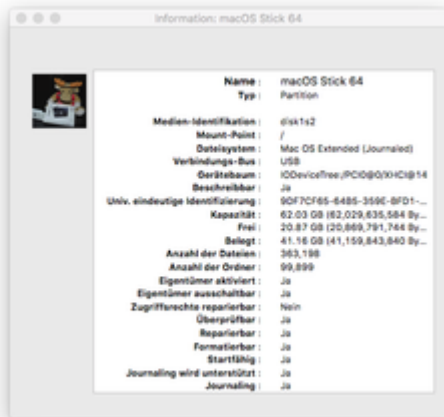 Information: macOS Stick 64
Name : macOS Stick 64
Typ : Partition
Medien-Identifikation : disk1s2
Mount-Point : /
Dateisystem : Mac OS Extended (Journaled)
Verbindungs-Bus : USB
Gerätebaum : IODeviceTree:/PCI0@0/XHCI@14
Beschreibbar : Ja
Univ. eindeutige Identifizierung : 9DF7CF65-6485-359E-BFD1-...
Kapazität : 62.03 GB (62,029,635,584 By...
Frei : 20.87 GB (20,869,791,744 By...
Belegt : 41.16 GB (41,159,843,840 By...
Anzahl der Dateien : 363,198
Anzahl der Ordner : 99,899
Eigentümer aktiviert : Ja
Eigentümer ausschaltbar : Ja
Zugriffsrechte reparierbar : Nein
Überprüfbar : Ja
Reparierbar : Ja
Formatierbar : Ja
Startfähig : Ja
Journaling wird unterstützt : Ja
Journaling : Ja